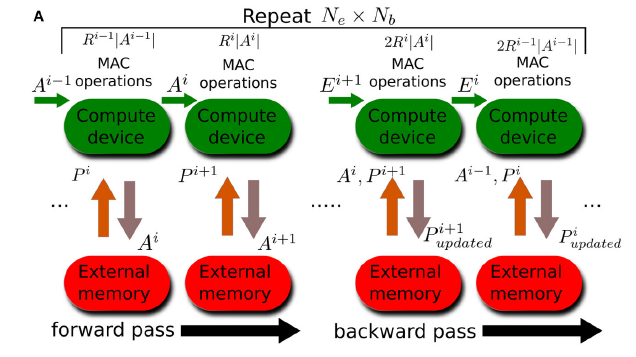 A
Repeat N_e × N_b
R^{i−1}|A^{i−1}| R^i|A^i| 2R^i|A^i| 2R^{i−1}|A^{i−1}|
MAC operations
MAC operations
MAC operations
MAC operations
A^{i−1} A^i E^{i+1} E^i
Compute device
Compute device
Compute device
Compute device
P^i P^{i+1} A^i, P^{i+1} A^{i−1}, P^i
... ..... ...
A^i A^{i+1} P^{i+1}_{updated} P^i_{updated}
External memory
External memory
External memory
External memory
forward pass backward pass